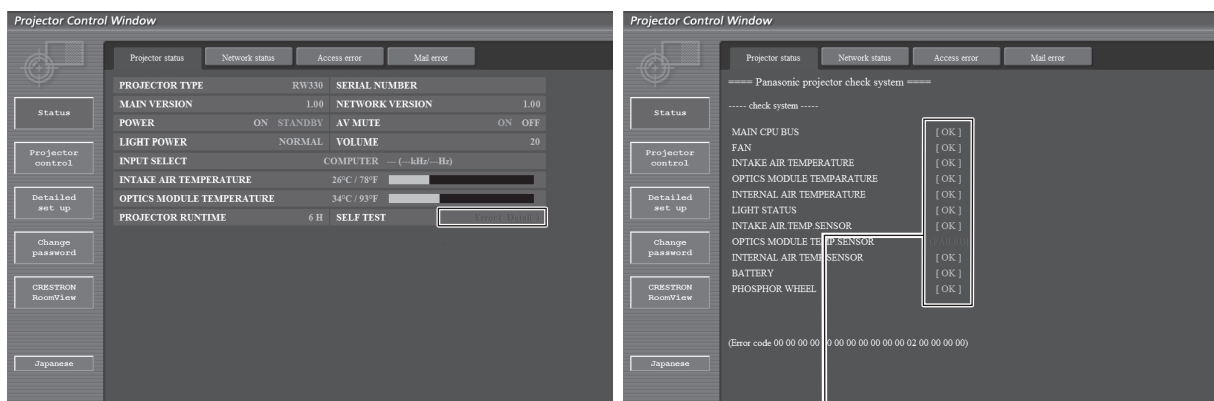 Projector Control Window
Projector status Network status Access error Mail error
Status
Projector control
Detailed set up
Change password
CRESTRON RoomView
Japanese
PROJECTOR TYPE RW330 SERIAL NUMBER
MAIN VERSION 1.00 NETWORK VERSION 1.00
POWER ON STANDBY AV MUTE ON OFF
LIGHT POWER NORMAL VOLUME 20
INPUT SELECT COMPUTER --- (---kHz/---Hz)
INTAKE AIR TEMPERATURE 26°C / 78°F
OPTICS MODULE TEMPERATURE 34°C / 93°F
PROJECTOR RUNTIME 6 H SELF TEST Error [ Detail ]
Projector Control Window
Projector status Network status Access error Mail error
Status
Projector control
Detailed set up
Change password
CRESTRON RoomView
Japanese
==== Panasonic projector check system ====
----- check system -----
MAIN CPU BUS [ OK ]
FAN [ OK ]
INTAKE AIR TEMPERATURE [ OK ]
OPTICS MODULE TEMPARATURE [ OK ]
INTERNAL AIR TEMPERATURE [ OK ]
LIGHT STATUS [ OK ]
INTAKE AIR.TEMP.SENSOR [ OK ]
OPTICS MODULE TEMP.SENSOR
INTERNAL AIR TEMP.SENSOR [ OK ]
BATTERY [ OK ]
PHOSPHOR WHEEL [ OK ]
(Error code 00 00 00 00 00 00 00 00 00 00 00 02 00 00 00 00)